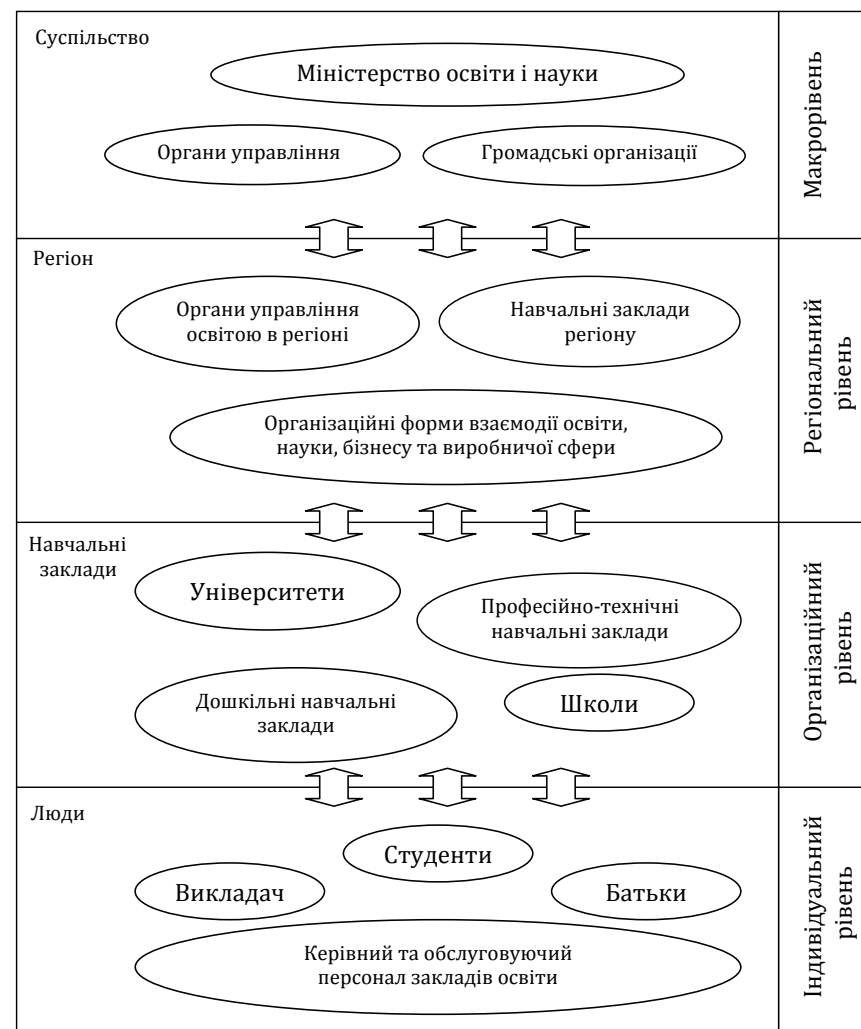 Суспільство
Міністерство освіти і науки
Органи управління
Громадські організації
Макрорівень
Регіон
Органи управління
освітою в регіоні
Навчальні заклади
регіону
Організаційні форми взаємодії освіти,
науки, бізнесу та виробничої сфери
Регіональний
рівень
Навчальні
заклади
Університети
Професійно-технічні
навчальні заклади
Дошкільні навчальні
заклади
Школи
Організаційний
рівень
Люди
Студенти
Викладач
Батьки
Керівний та обслуговуючий
персонал закладів освіти
Індивідуальний
рівень